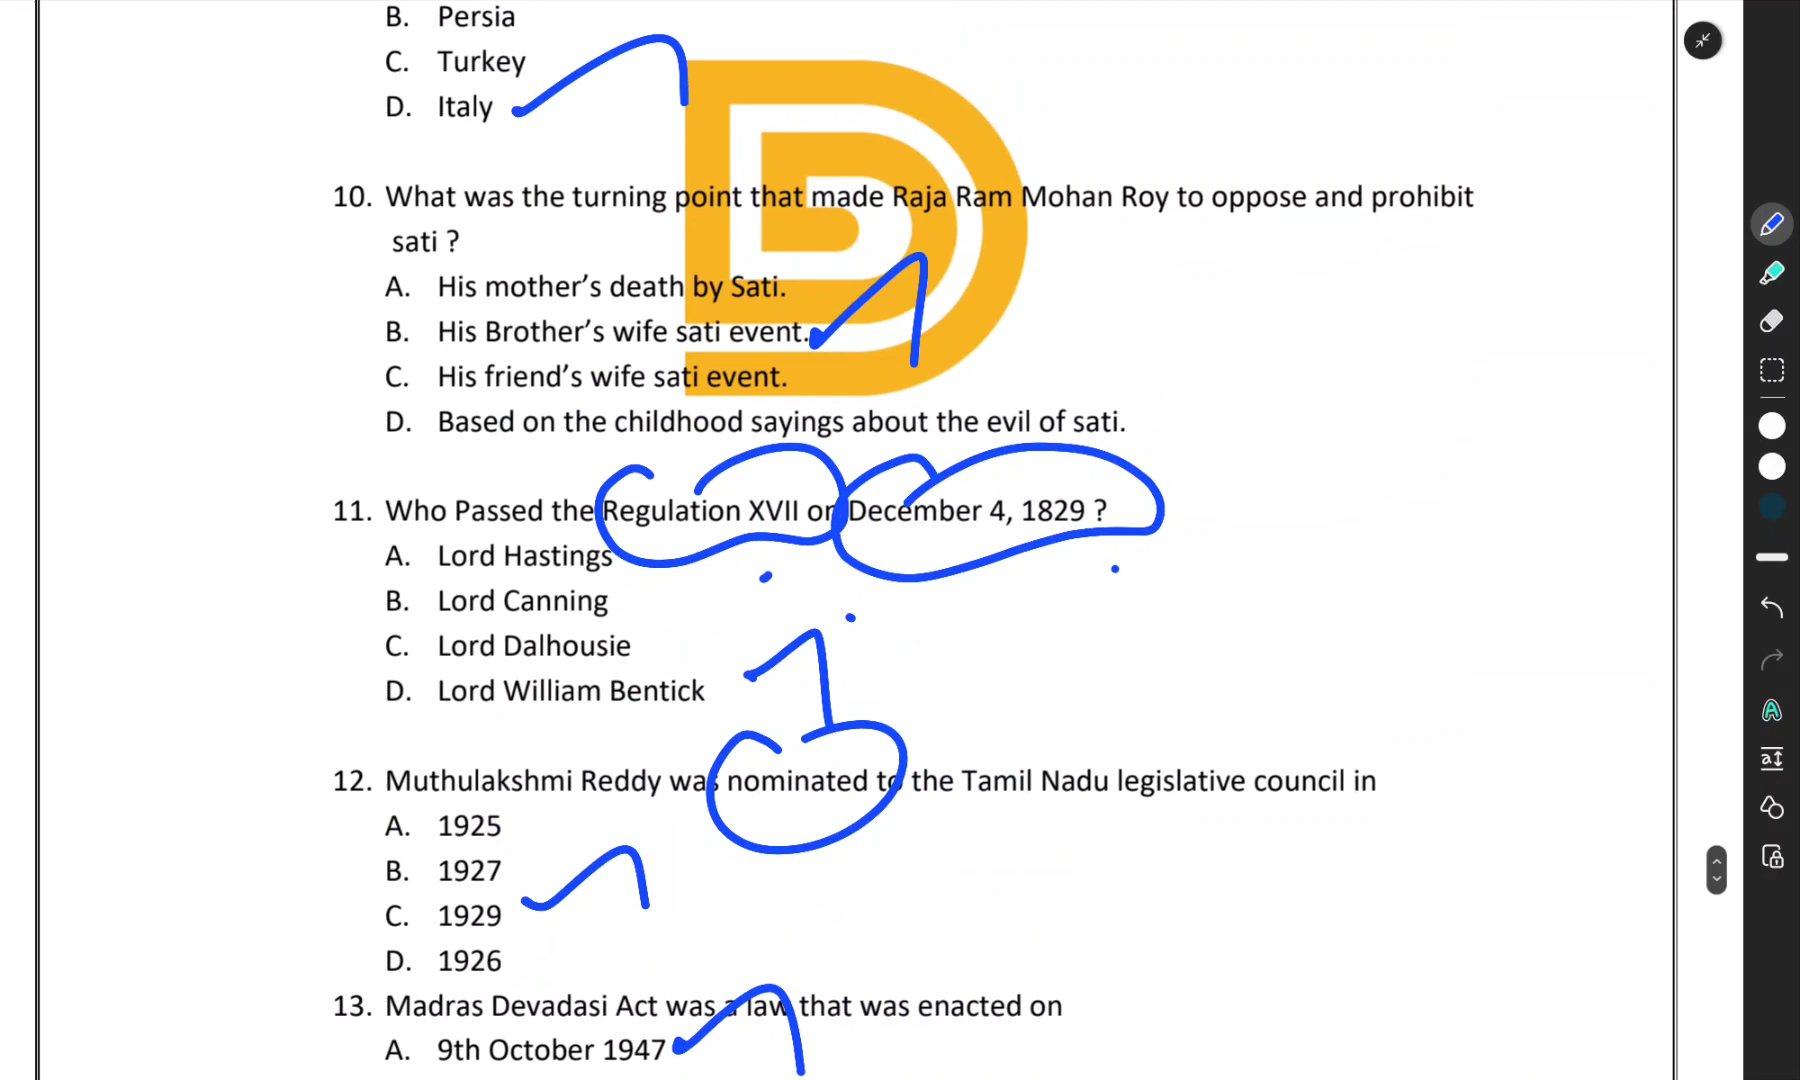 B. Persia
C. Turkey
D. Italy
10. What was the turning point that made Raja Ram Mohan Roy to oppose and prohibit
sati ?
A. His mother’s death by Sati.
B. His Brother’s wife sati event.
C. His friend’s wife sati event.
D. Based on the childhood sayings about the evil of sati.
11. Who Passed the Regulation XVII on December 4, 1829 ?
A. Lord Hastings
B. Lord Canning
C. Lord Dalhousie
D. Lord William Bentick
12. Muthulakshmi Reddy was nominated to the Tamil Nadu legislative council in
A. 1925
B. 1927
C. 1929
D. 1926
13. Madras Devadasi Act was a law that was enacted on
A. 9th October 1947